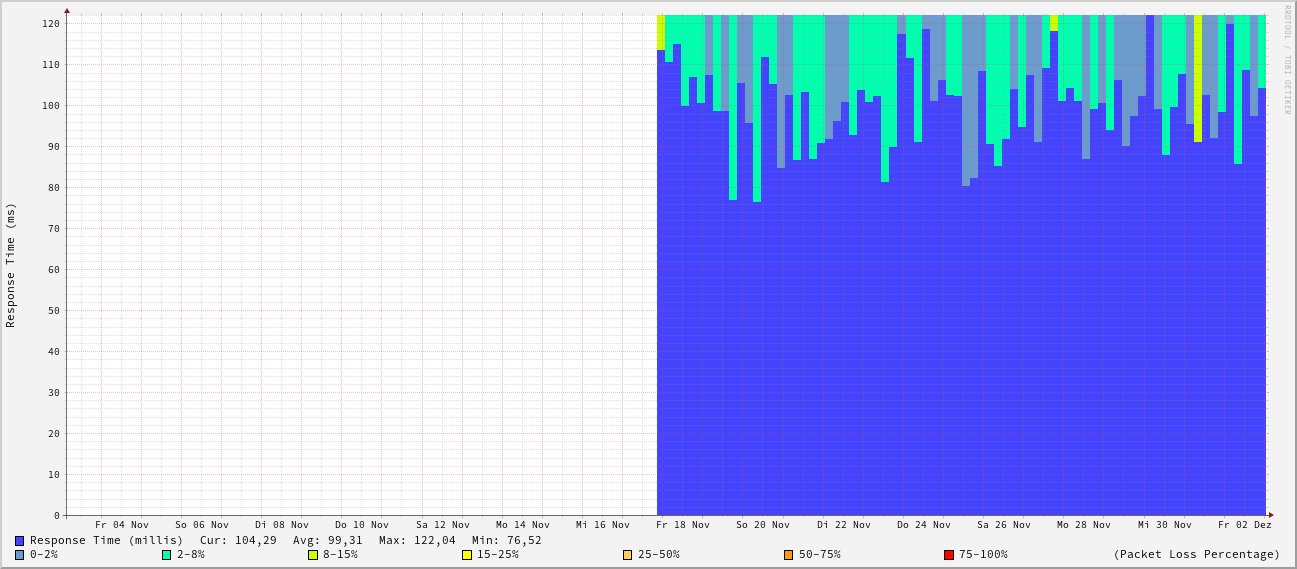 RRDTOOL / TOBI OETIKER
Response Time (ms)
120
110
100
90
80
70
60
50
40
30
20
10
0
Fr 04 Nov So 06 Nov Di 08 Nov Do 10 Nov Sa 12 Nov Mo 14 Nov Mi 16 Nov Fr 18 Nov So 20 Nov Di 22 Nov Do 24 Nov Sa 26 Nov Mo 28 Nov Mi 30 Nov Fr 02 Dez
Response Time (millis) Cur: 104,29 Avg: 99,31 Max: 122,04 Min: 76,52
0-2% 2-8% 8-15% 15-25% 25-50% 50-75% 75-100% (Packet Loss Percentage)